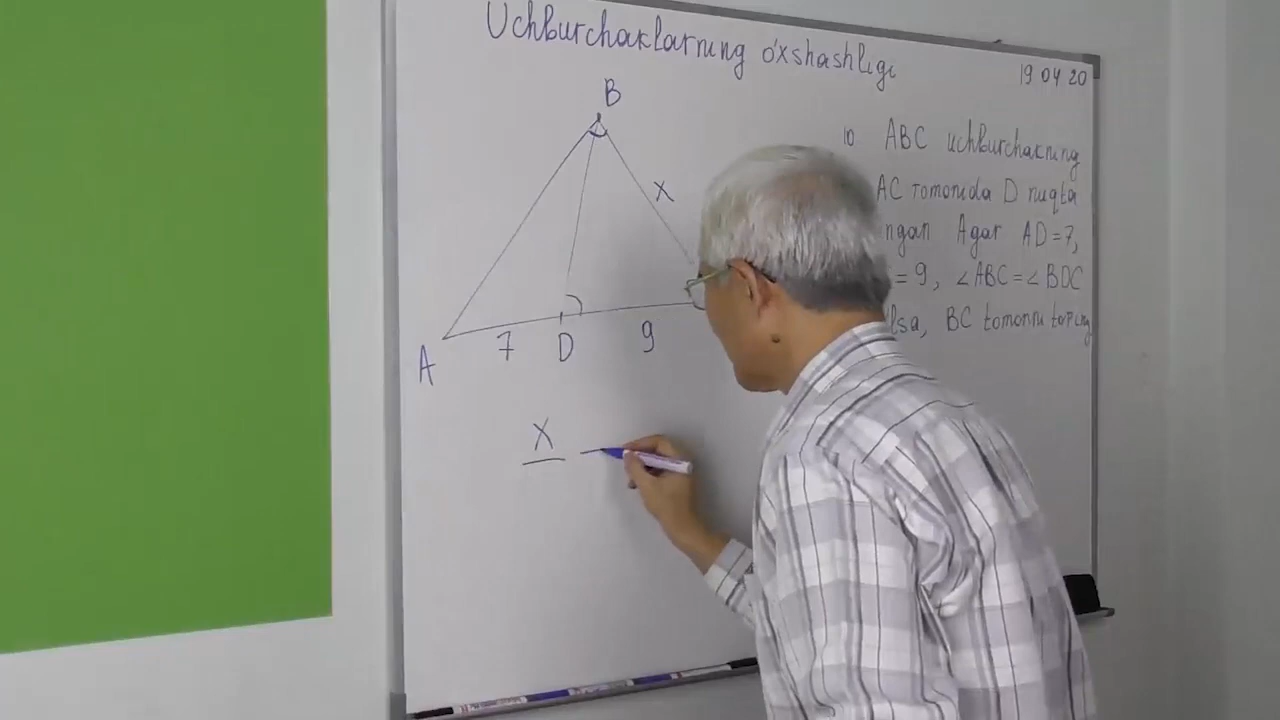 Uchburchaklarning o'xshashligi
19 04 20
B
x
A
7
D
9
x
10 ABC uchburchakning
AC tomonida D nuqta
ngan Agar AD=7,
=9, ∠ABC=∠BDC
lsa, BC tomonni toping